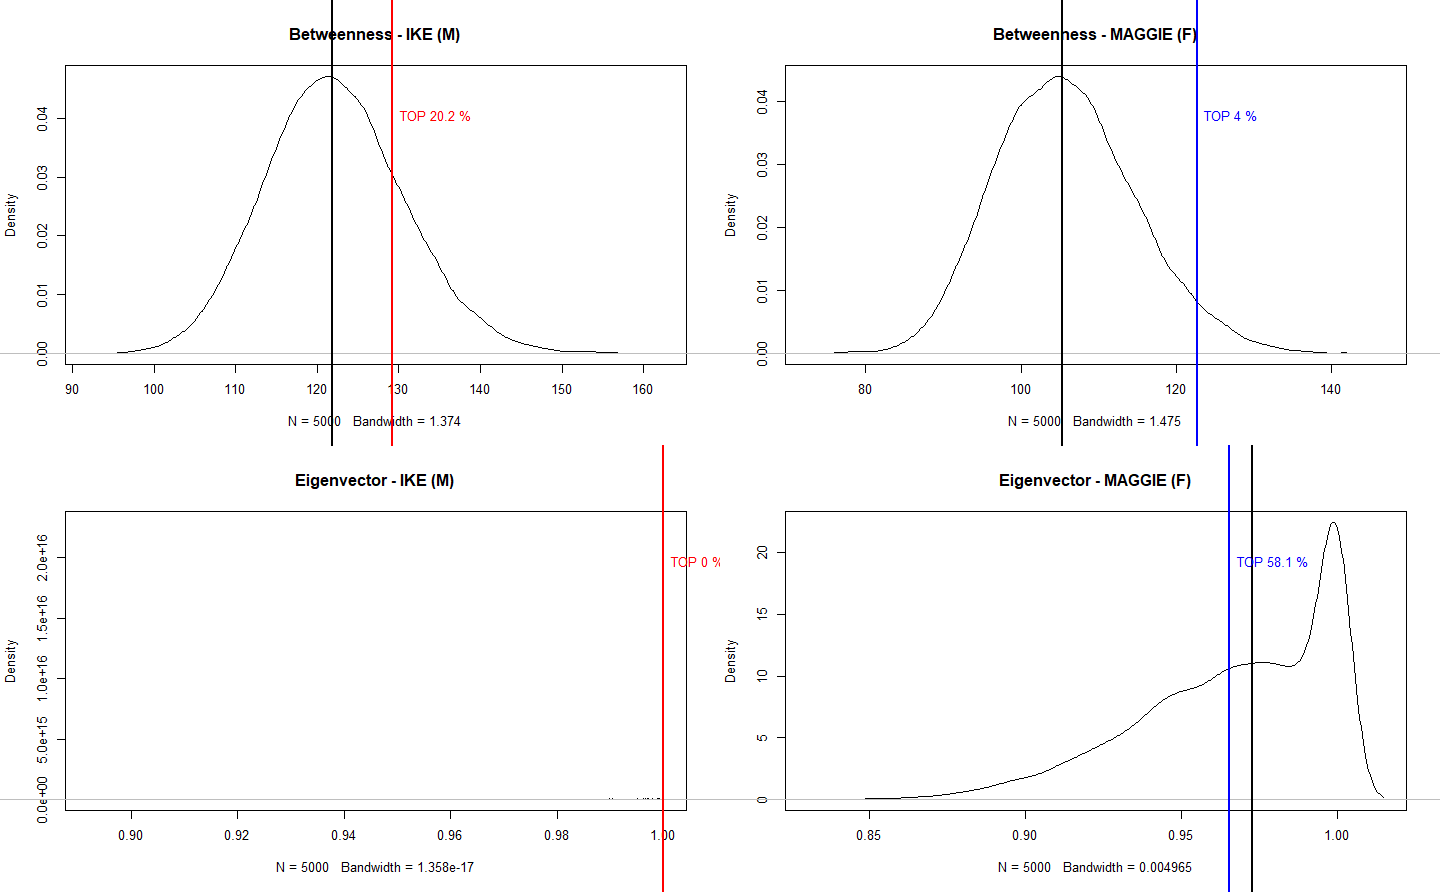 Betweenness - IKE (M)
TOP 20.2 %
Density
0.00 0.01 0.02 0.03 0.04
90 100 110 120 130 140 150 160
N = 5000 Bandwidth = 1.374
Betweenness - MAGGIE (F)
TOP 4 %
Density
0.00 0.01 0.02 0.03 0.04
80 100 120 140
N = 5000 Bandwidth = 1.475
Eigenvector - IKE (M)
TOP 0 %
Density
0.0e+00 5.0e+15 1.0e+16 1.5e+16 2.0e+16
0.90 0.92 0.94 0.96 0.98 1.00
N = 5000 Bandwidth = 1.358e-17
Eigenvector - MAGGIE (F)
TOP 58.1 %
Density
0 5 10 15 20
0.85 0.90 0.95 1.00
N = 5000 Bandwidth = 0.004965